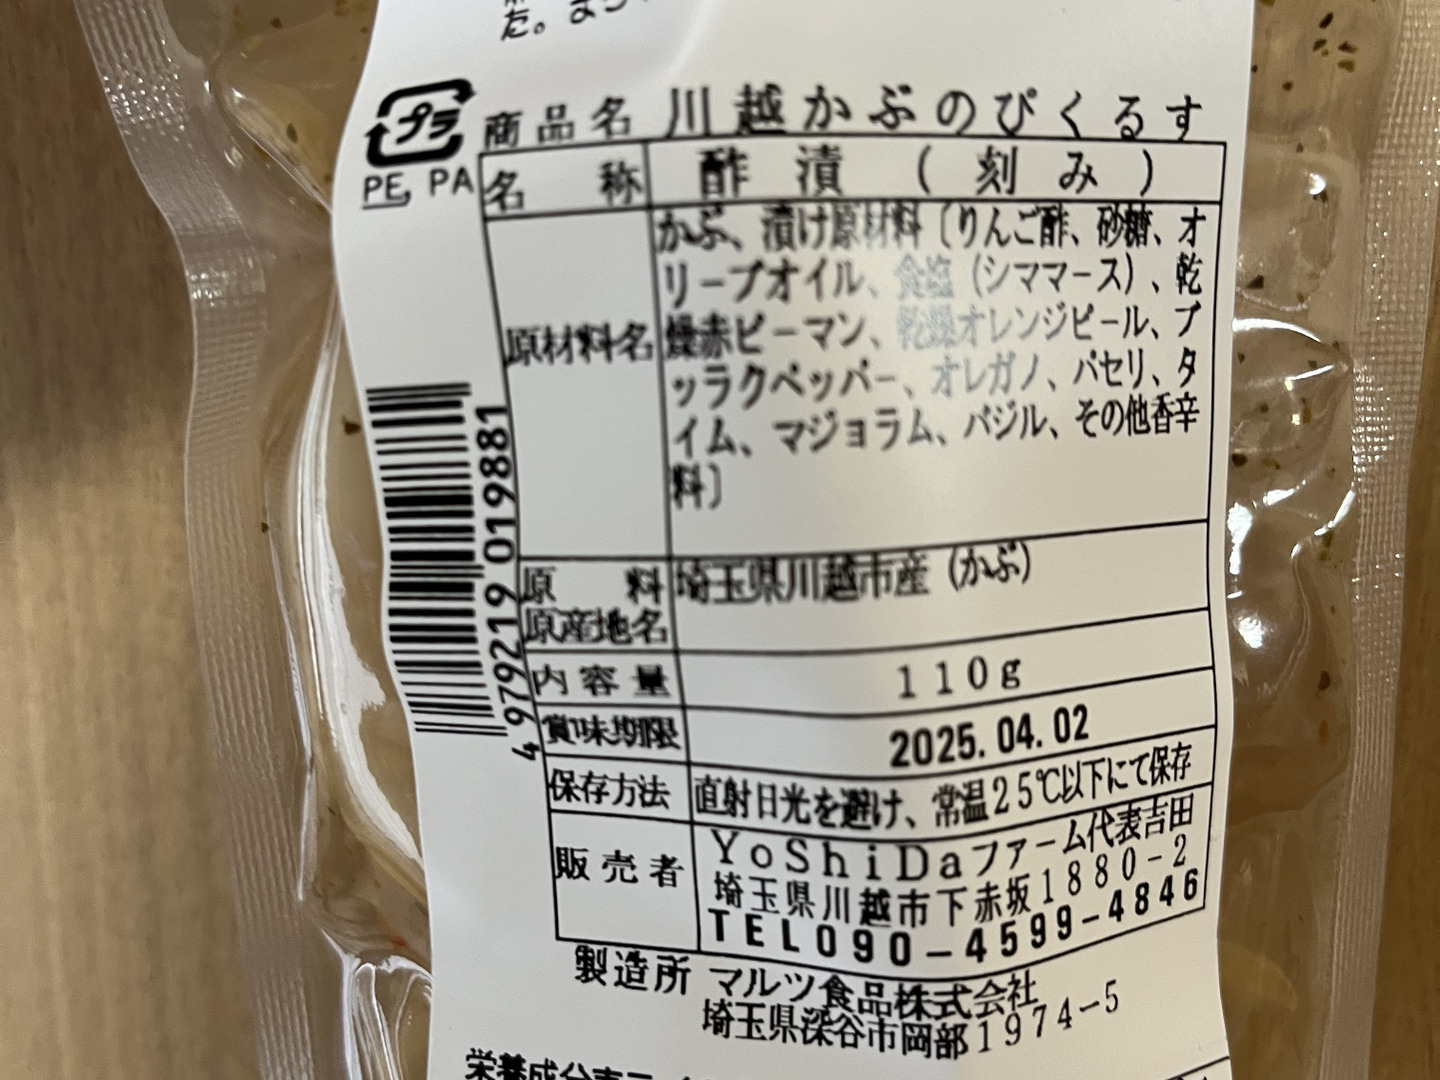 た。
プラ
PE, PA
商品名 川越かぶのぴくるす
名称 酢漬(刻み)
原材料名
かぶ、漬け原材料〔りんご酢、砂糖、オ
リーブオイル、食塩(シママース)、乾
燥赤ピーマン、乾燥オレンジピール、ブ
ッラクペッパー、オレガノ、パセリ、タ
イム、マジョラム、バジル、その他香辛
料〕
原料 埼玉県川越市産(かぶ)
原産地名
内容量 110g
賞味期限 2025.04.02
保存方法 直射日光を避け、常温25℃以下にて保存
販売者 YoShiDaファーム代表吉田
埼玉県川越市下赤坂1880-2
TEL090-4599-4846
製造所 マルツ食品株式会社
埼玉県深谷市岡部1974-5
4 979219 019881